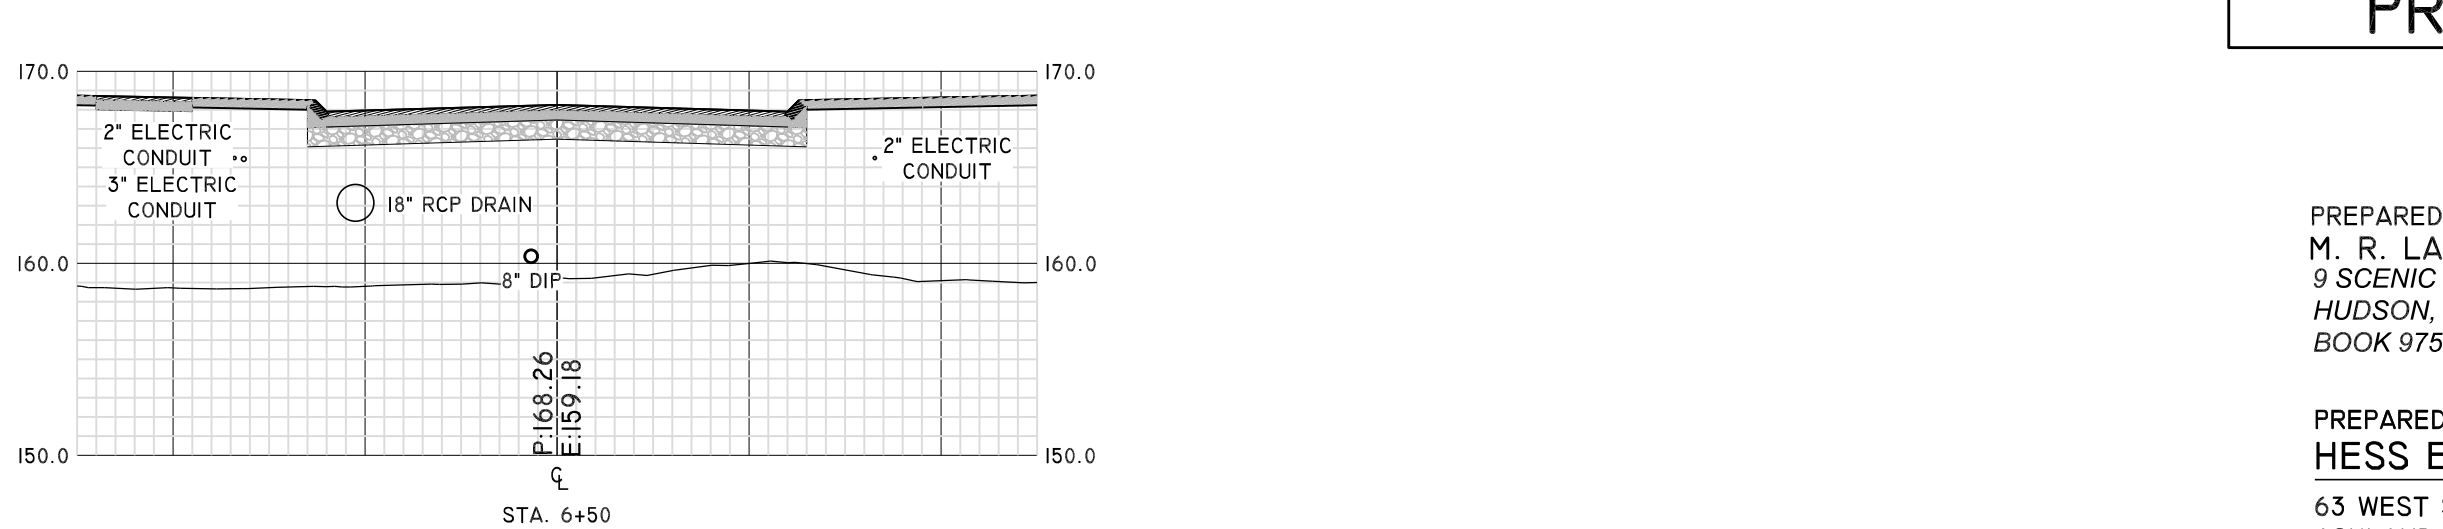 PR
170.0
170.0
2" ELECTRIC
CONDUIT
3" ELECTRIC
CONDUIT
2" ELECTRIC
CONDUIT
18" RCP DRAIN
160.0
160.0
8" DIP
P:168.26
E:159.18
150.0
150.0
℄
STA. 6+50
PREPARED
M. R. LA
9 SCENIC
HUDSON,
BOOK 975
PREPARED
HESS E
63 WEST